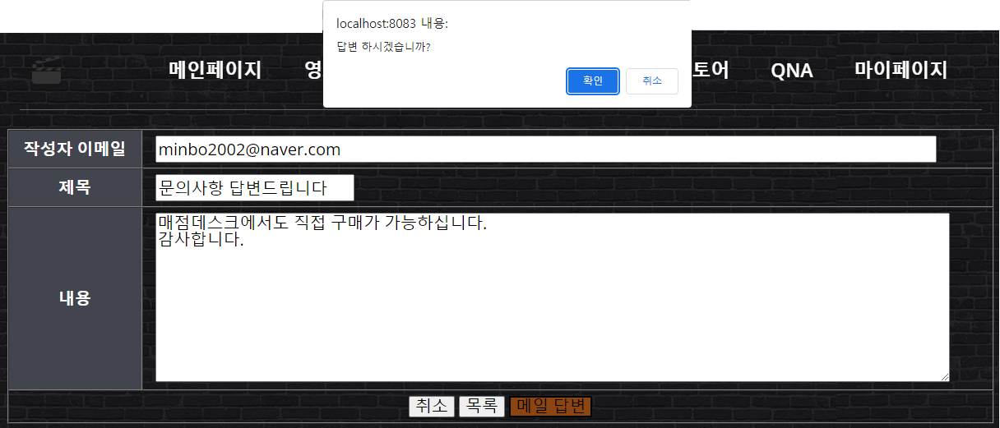 localhost:8083 내용:
답변 하시겠습니까?
확인 취소
메인페이지 토어 QNA 마이페이지
작성자 이메일 minbo2002@naver.com
제목 문의사항 답변드립니다
내용 매점데스크에서도 직접 구매가 가능하십니다.
감사합니다.
취소 목록 메일 답변